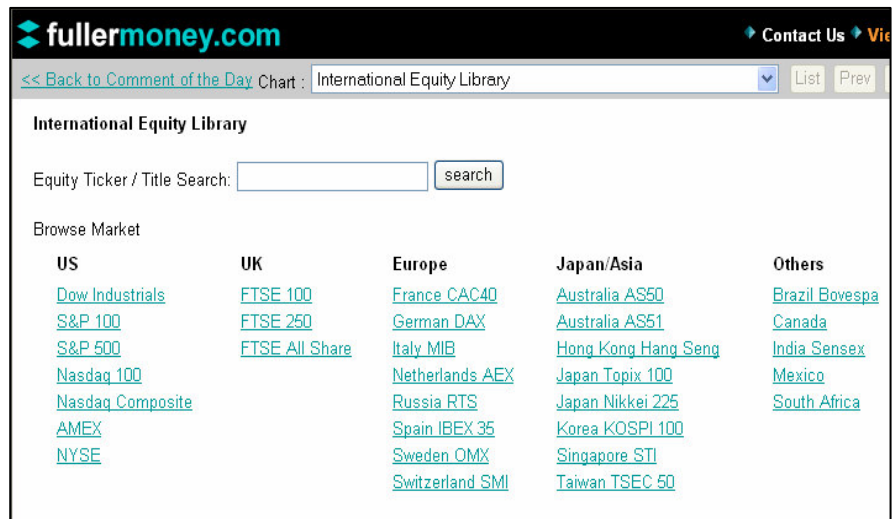 fullermoney.com
Contact Us
<< Back to Comment of the Day Chart : International Equity Library List Prev
International Equity Library
Equity Ticker / Title Search: search
Browse Market
US UK Europe Japan/Asia Others
Dow Industrials FTSE 100 France CAC40 Australia AS50 Brazil Bovespa
S&P 100 FTSE 250 German DAX Australia AS51 Canada
S&P 500 FTSE All Share Italy MIB Hong Kong Hang Seng India Sensex
Nasdaq 100 Netherlands AEX Japan Topix 100 Mexico
Nasdaq Composite Russia RTS Japan Nikkei 225 South Africa
AMEX Spain IBEX 35 Korea KOSPI 100
NYSE Sweden OMX Singapore STI
Switzerland SMI Taiwan TSEC 50